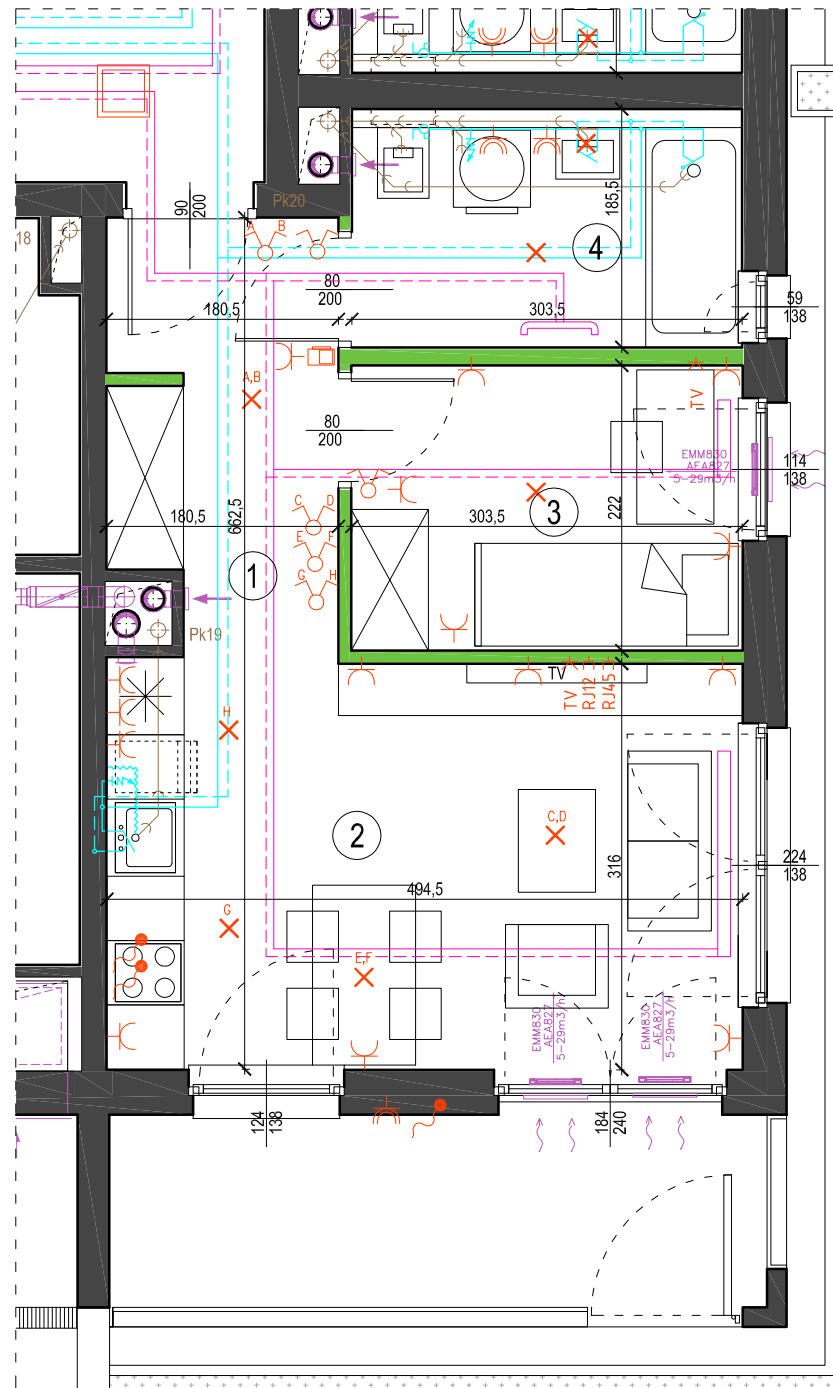 90
200
Pk20
A
B
18
185,5
4
80
200
59
138
180,5
303,5
A,B
TV
80
200
EMM830
AEA827
5-29m3/h
114
138
C
D
180,5
662,5
303,5
3
222
E
F
1
G
H
Pk19
TV
TV
RJ12
RJ45
H
C,D
2
316
224
138
494,5
G
E,F
EMM830
AEA827
5-29m3/h
EMM830
AEA827
5-29m3/h
124
138
184
240